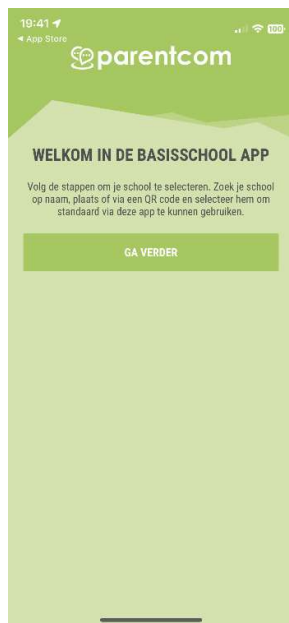 19:41
100
◄ App Store
parentcom
WELKOM IN DE BASISSCHOOL APP
Volg de stappen om je school te selecteren. Zoek je school
op naam, plaats of via een QR code en selecteer hem om
standaard via deze app te kunnen gebruiken.
GA VERDER